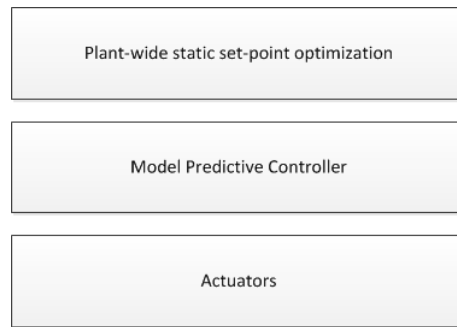 Plant-wide static set-point optimization
Model Predictive Controller
Actuators